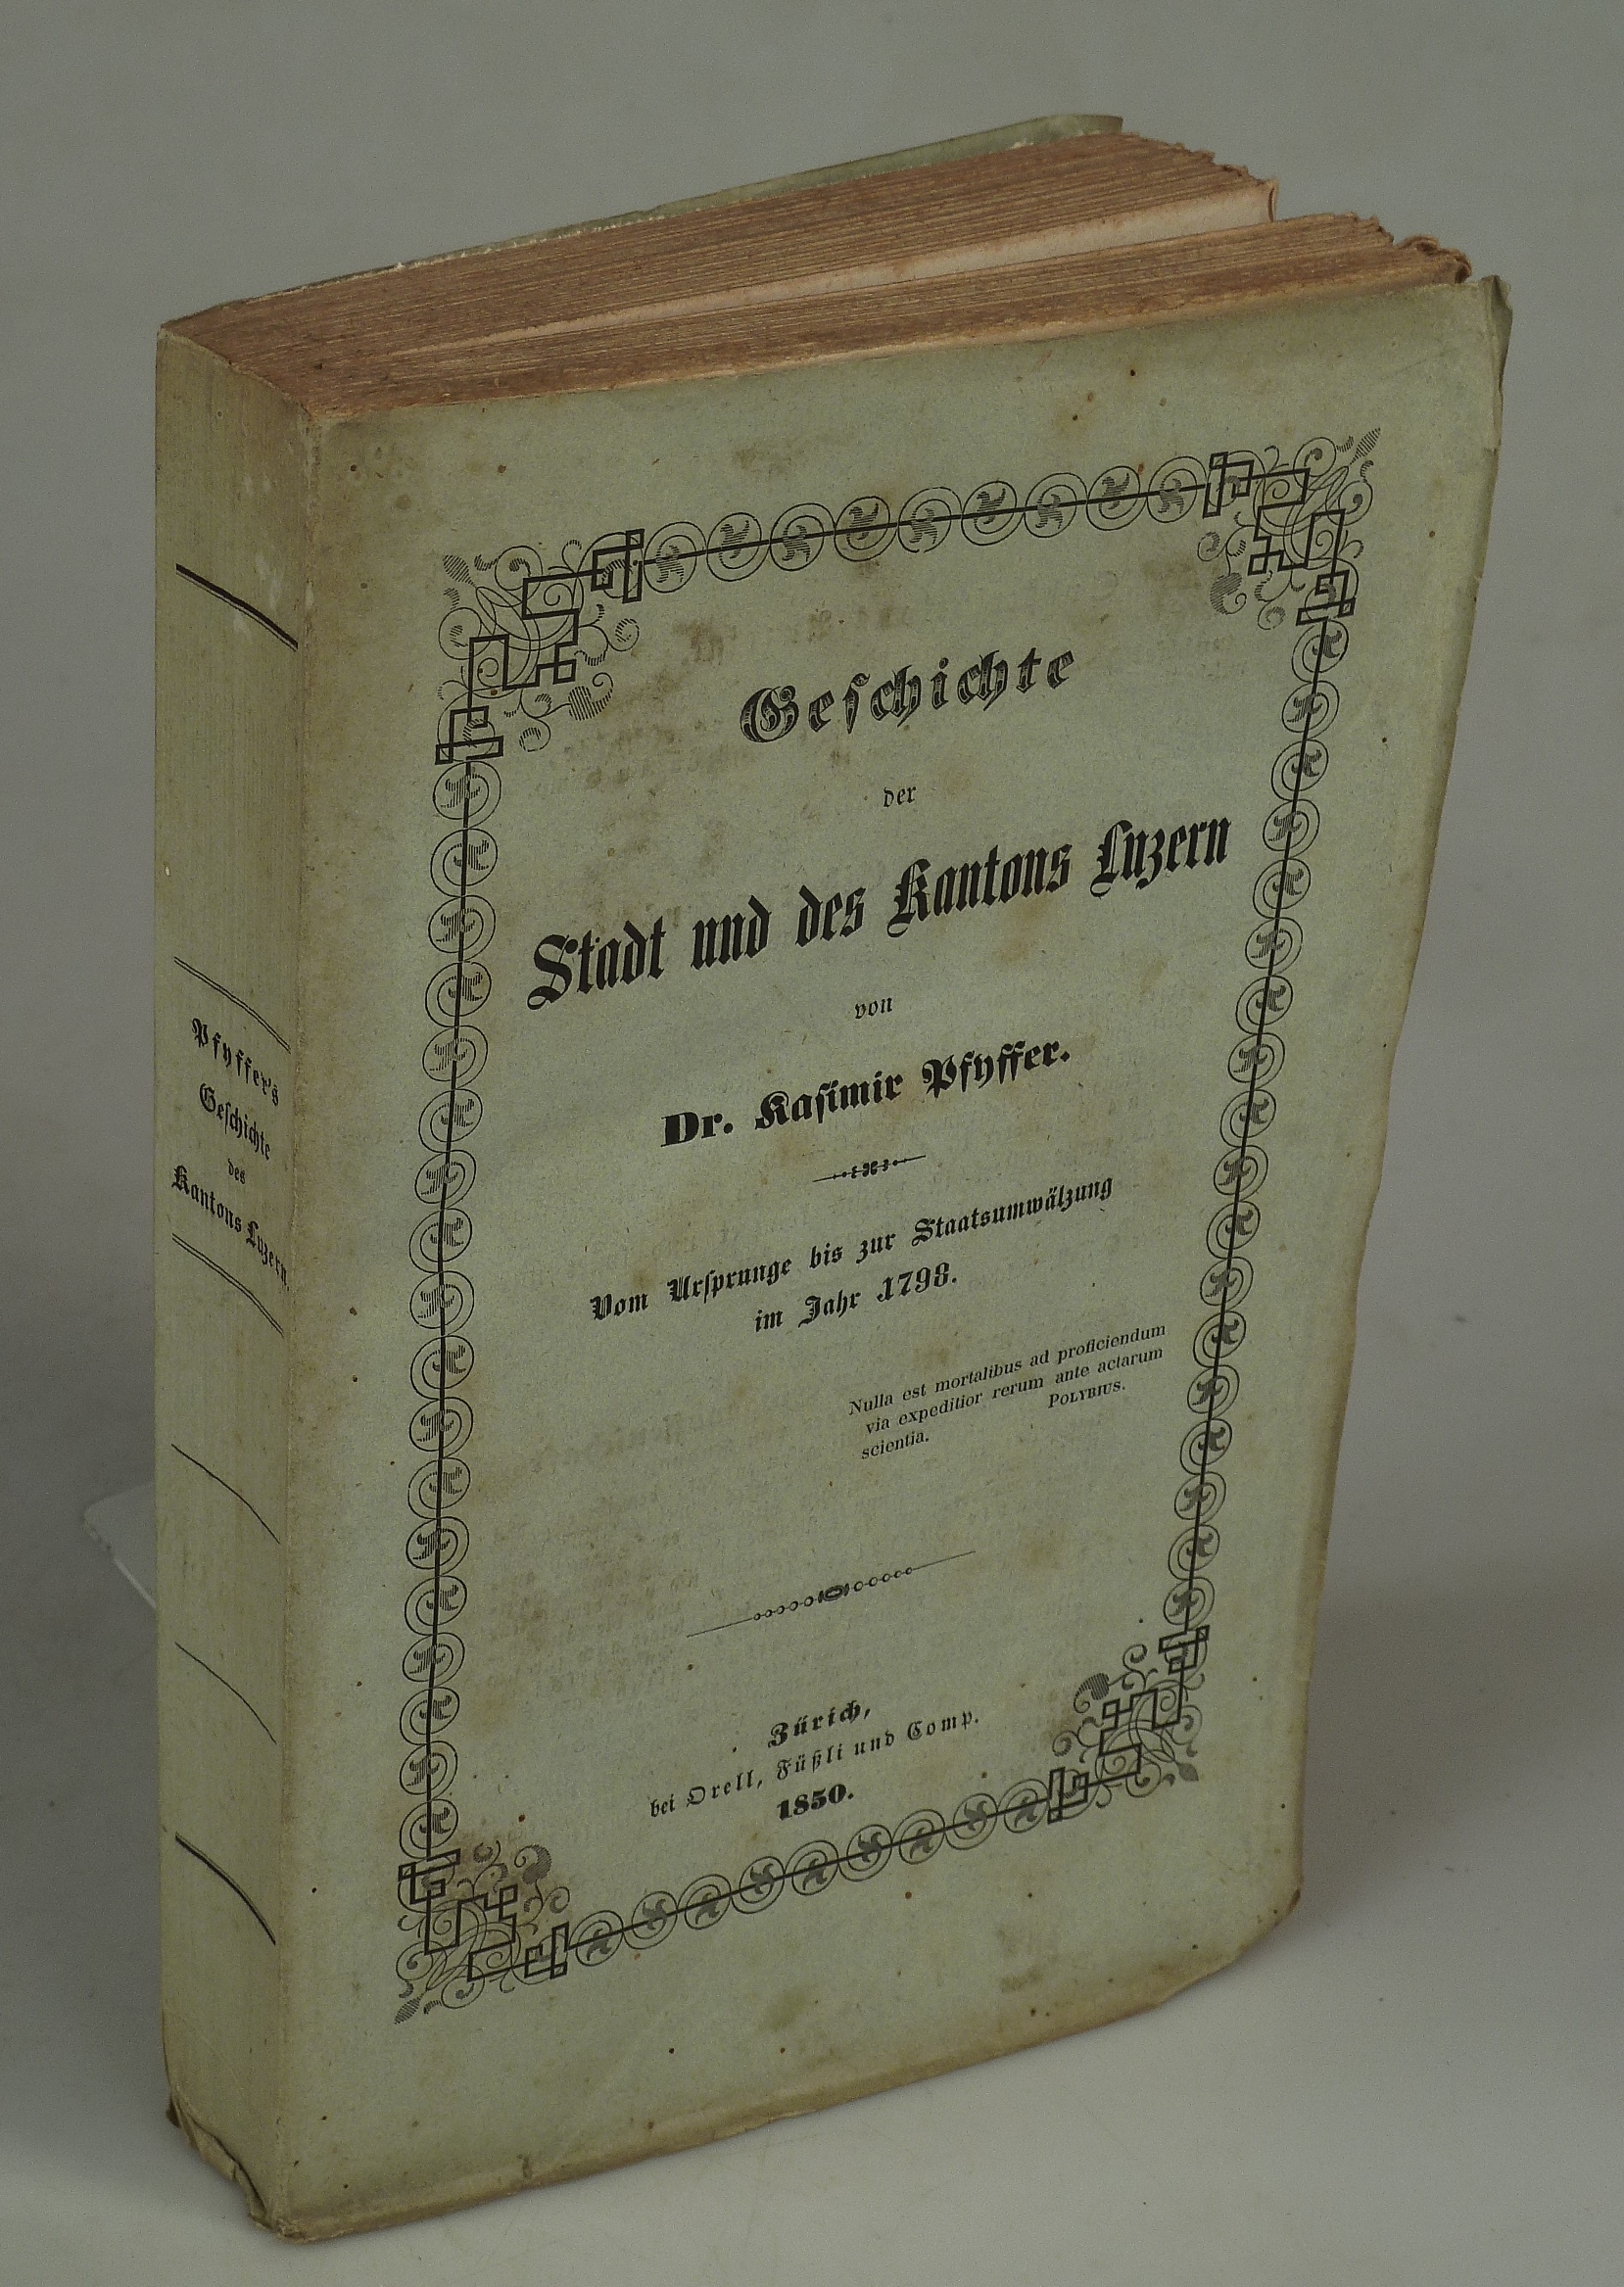 Geſchichte
der
Stadt und des Kantons Luzern
von
Dr. Kaſimir Pfyffer.
Vom Urſprunge bis zur Staatsumwälzung
im Jahr 1798.
Nulla est mortalibus ad proficiendum
via expeditior rerum ante actarum
scientia.
POLYBIUS.
Zürich,
bei Orell, Füßli und Comp.
1850.
Pfyffer's
Geſchichte
des
Kantons Luzern.